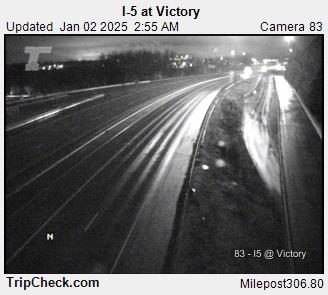 I-5 at Victory
Updated Jan 02 2025 2:55 AM Camera 83
T
N
83 - I5 @ Victory
TripCheck.com Milepost306.80